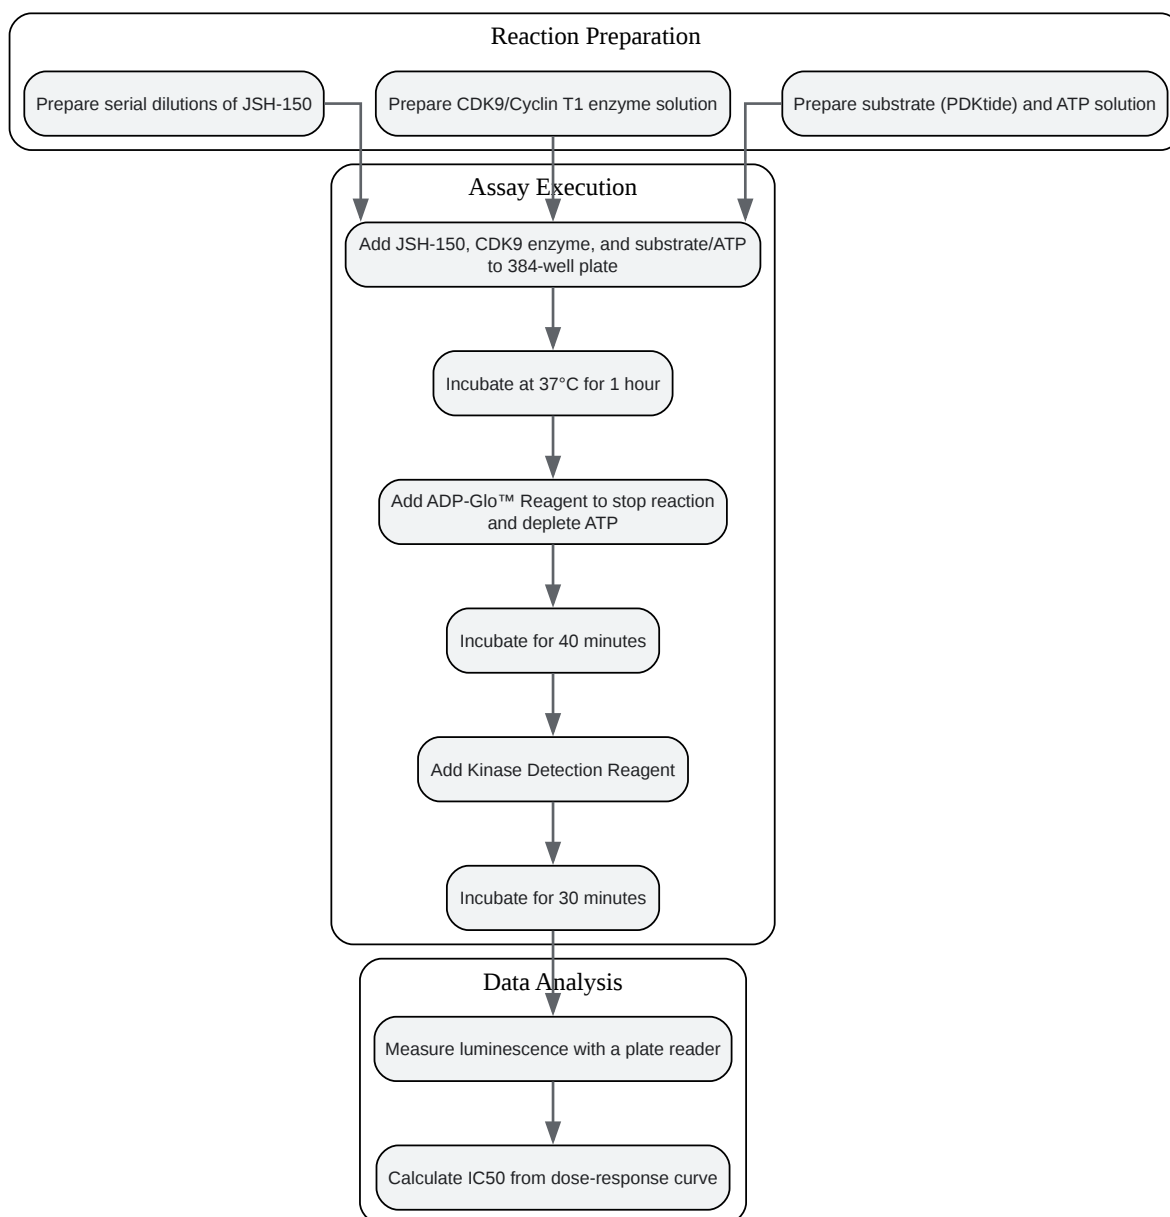 Reaction Preparation
Prepare serial dilutions of JSH-150
Prepare CDK9/Cyclin T1 enzyme solution
Prepare substrate (PDKtide) and ATP solution
Assay Execution
Add JSH-150, CDK9 enzyme, and substrate/ATP
to 384-well plate
Incubate at 37°C for 1 hour
Add ADP-Glo™ Reagent to stop reaction
and deplete ATP
Incubate for 40 minutes
Add Kinase Detection Reagent
Incubate for 30 minutes
Data Analysis
Measure luminescence with a plate reader
Calculate IC50 from dose-response curve